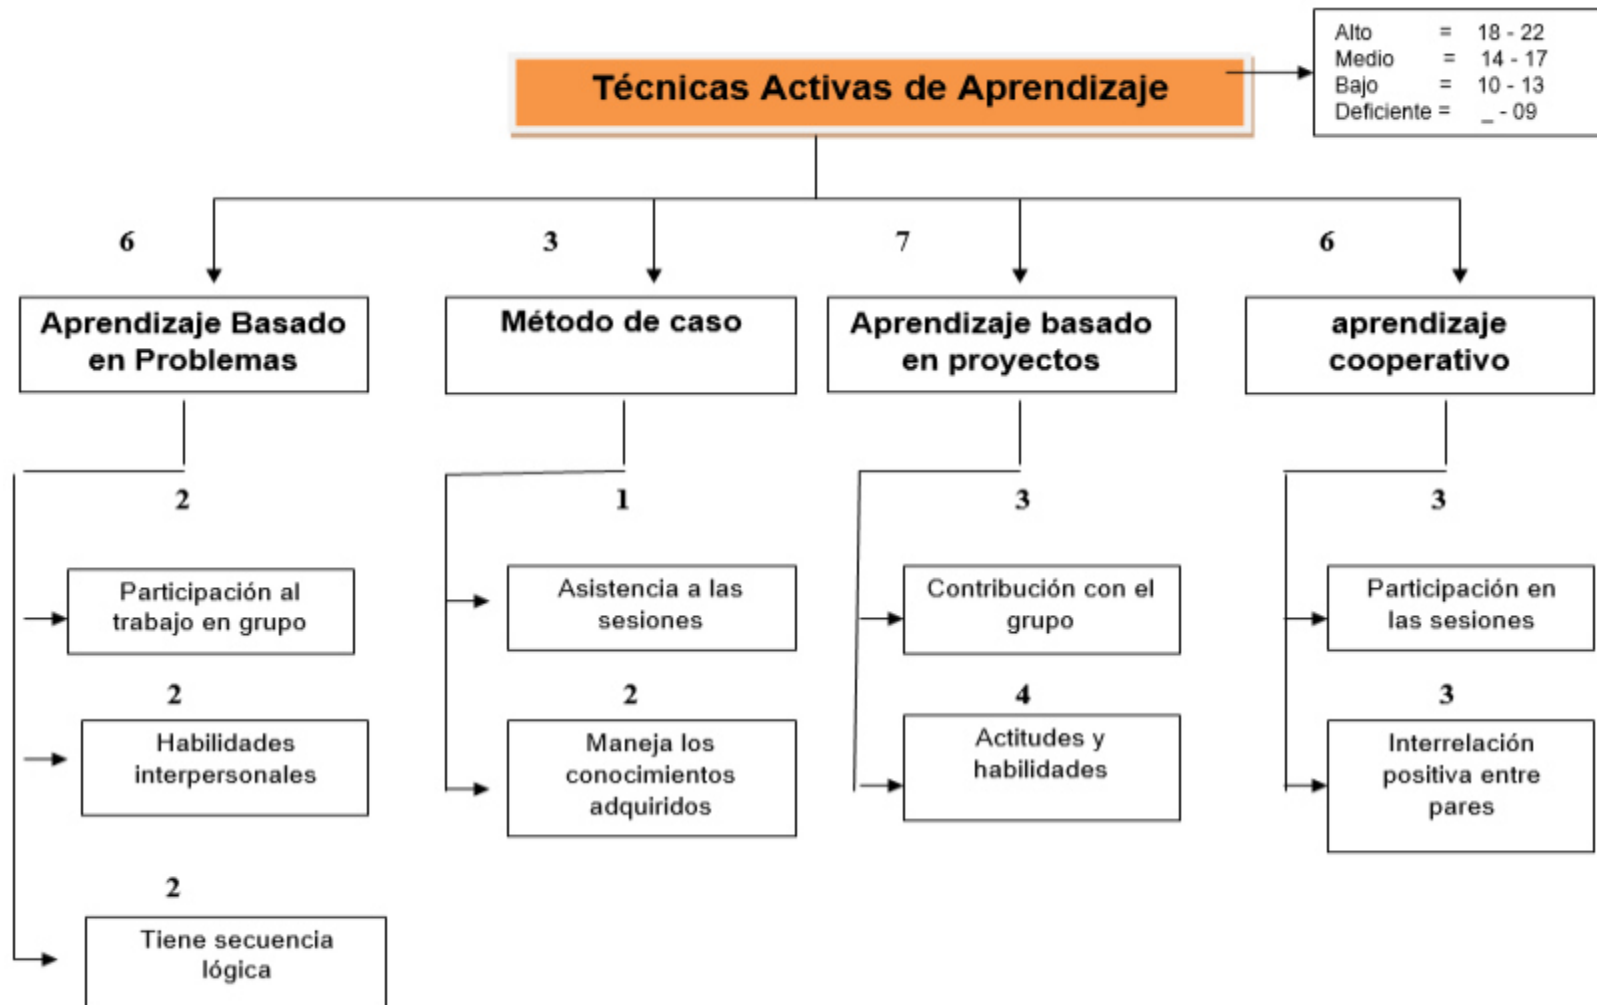 Técnicas Activas de Aprendizaje
Alto = 18 - 22
Medio = 14 - 17
Bajo = 10 - 13
Deficiente = _ - 09
6
3
7
6
Aprendizaje Basado
en Problemas
Método de caso
Aprendizaje basado
en proyectos
aprendizaje
cooperativo
2
1
3
3
Participación al
trabajo en grupo
Asistencia a las
sesiones
Contribución con el
grupo
Participación en
las sesiones
2
2
4
3
Habilidades
interpersonales
Maneja los
conocimientos
adquiridos
Actitudes y
habilidades
Interrelación
positiva entre
pares
2
Tiene secuencia
lógica